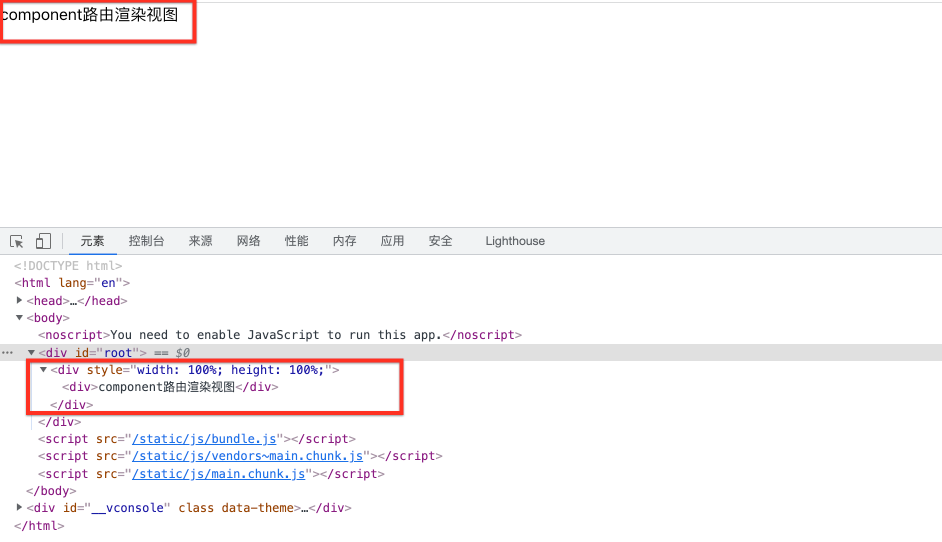 component路由渲染视图
元素 控制台 来源 网络 性能 内存 应用 安全 Lighthouse
<!DOCTYPE html>
<html lang="en">
<head>…</head>
<body>
<noscript>You need to enable JavaScript to run this app.</noscript>
<div id="root"> == $0
<div style="width: 100%; height: 100%;">
<div>component路由渲染视图</div>
</div>
</div>
<script src="/static/js/bundle.js"></script>
<script src="/static/js/vendors~main.chunk.js"></script>
<script src="/static/js/main.chunk.js"></script>
</body>
<div id="__vconsole" class data-theme>…</div>
</html>